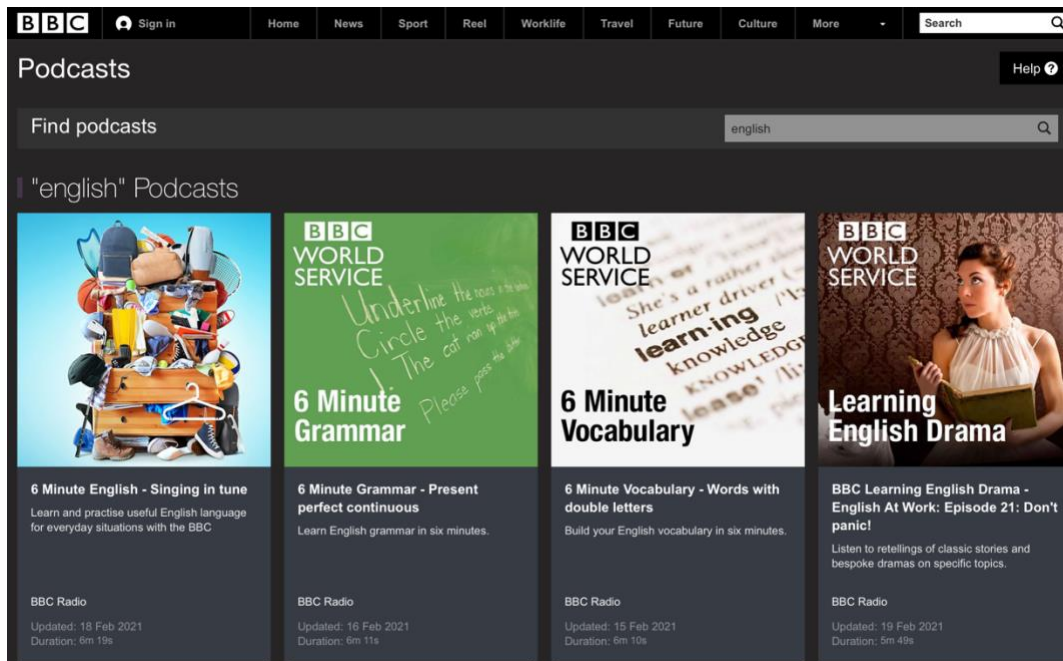 BBC Sign in Home News Sport Reel Worklife Travel Future Culture More Search
Podcasts
Help ?
Find podcasts
english
"english" Podcasts
BBC
WORLD
SERVICE
Underline the nouns in the
Circle the verbs
1. The cat ran up the
Please pass the
6 Minute
Grammar
BBC
WORLD
SERVICE
She's a rather
learner driver
learn·ing
knowledge
KNOWLEDG
lease
6 Minute
Vocabulary
BBC
WORLD
SERVICE
Learning
English Drama
6 Minute English - Singing in tune
Learn and practise useful English language
for everyday situations with the BBC
BBC Radio
Updated: 18 Feb 2021
Duration: 6m 19s
6 Minute Grammar - Present
perfect continuous
Learn English grammar in six minutes.
BBC Radio
Updated: 16 Feb 2021
Duration: 6m 11s
6 Minute Vocabulary - Words with
double letters
Build your English vocabulary in six minutes.
BBC Radio
Updated: 15 Feb 2021
Duration: 6m 10s
BBC Learning English Drama -
English At Work: Episode 21: Don't
panic!
Listen to retellings of classic stories and
bespoke dramas on specific topics.
BBC Radio
Updated: 19 Feb 2021
Duration: 5m 49s